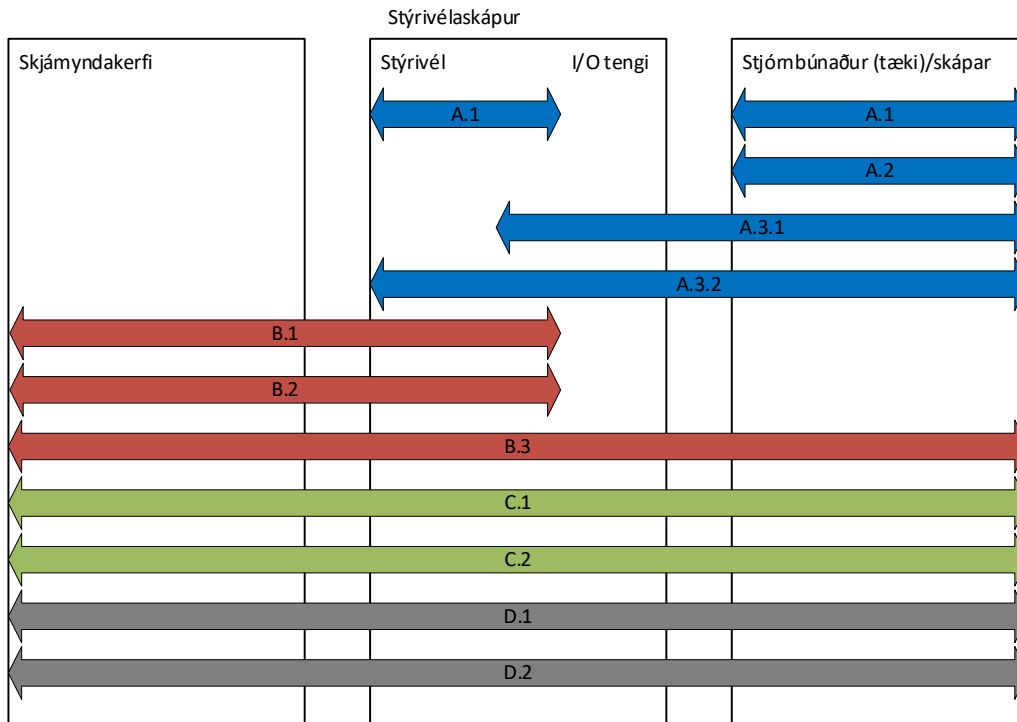 Stýrivélaskápur
Skjámyndakerfi
Stýrivél
I/O tengi
Stjórnbúnaður (tæki)/skápar
A.1
A.1
A.2
A.3.1
A.3.2
B.1
B.2
B.3
C.1
C.2
D.1
D.2